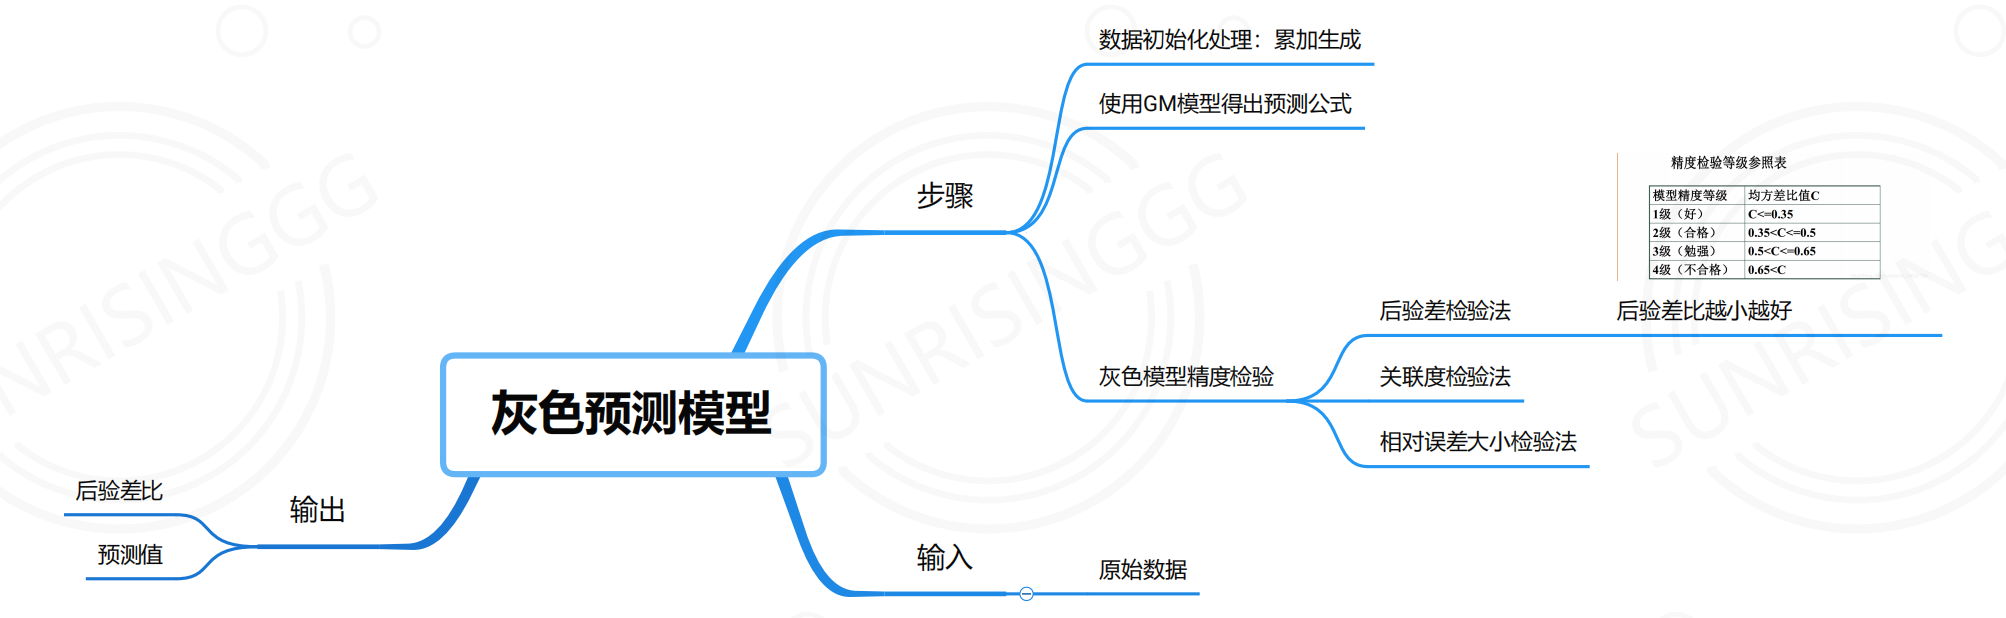 数据初始化处理：累加生成
使用GM模型得出预测公式
步骤
精度检验等级参照表
模型精度等级 均方差比值C
1级（好） C<=0.35
2级（合格） 0.35<C<=0.5
3级（勉强） 0.5<C<=0.65
4级（不合格） 0.65<C
后验差检验法
后验差比越小越好
灰色模型精度检验
关联度检验法
相对误差大小检验法
灰色预测模型
后验差比
输出
预测值
输入
原始数据
SUNRISINGGG
SUNRISINGGG
SUNRISING